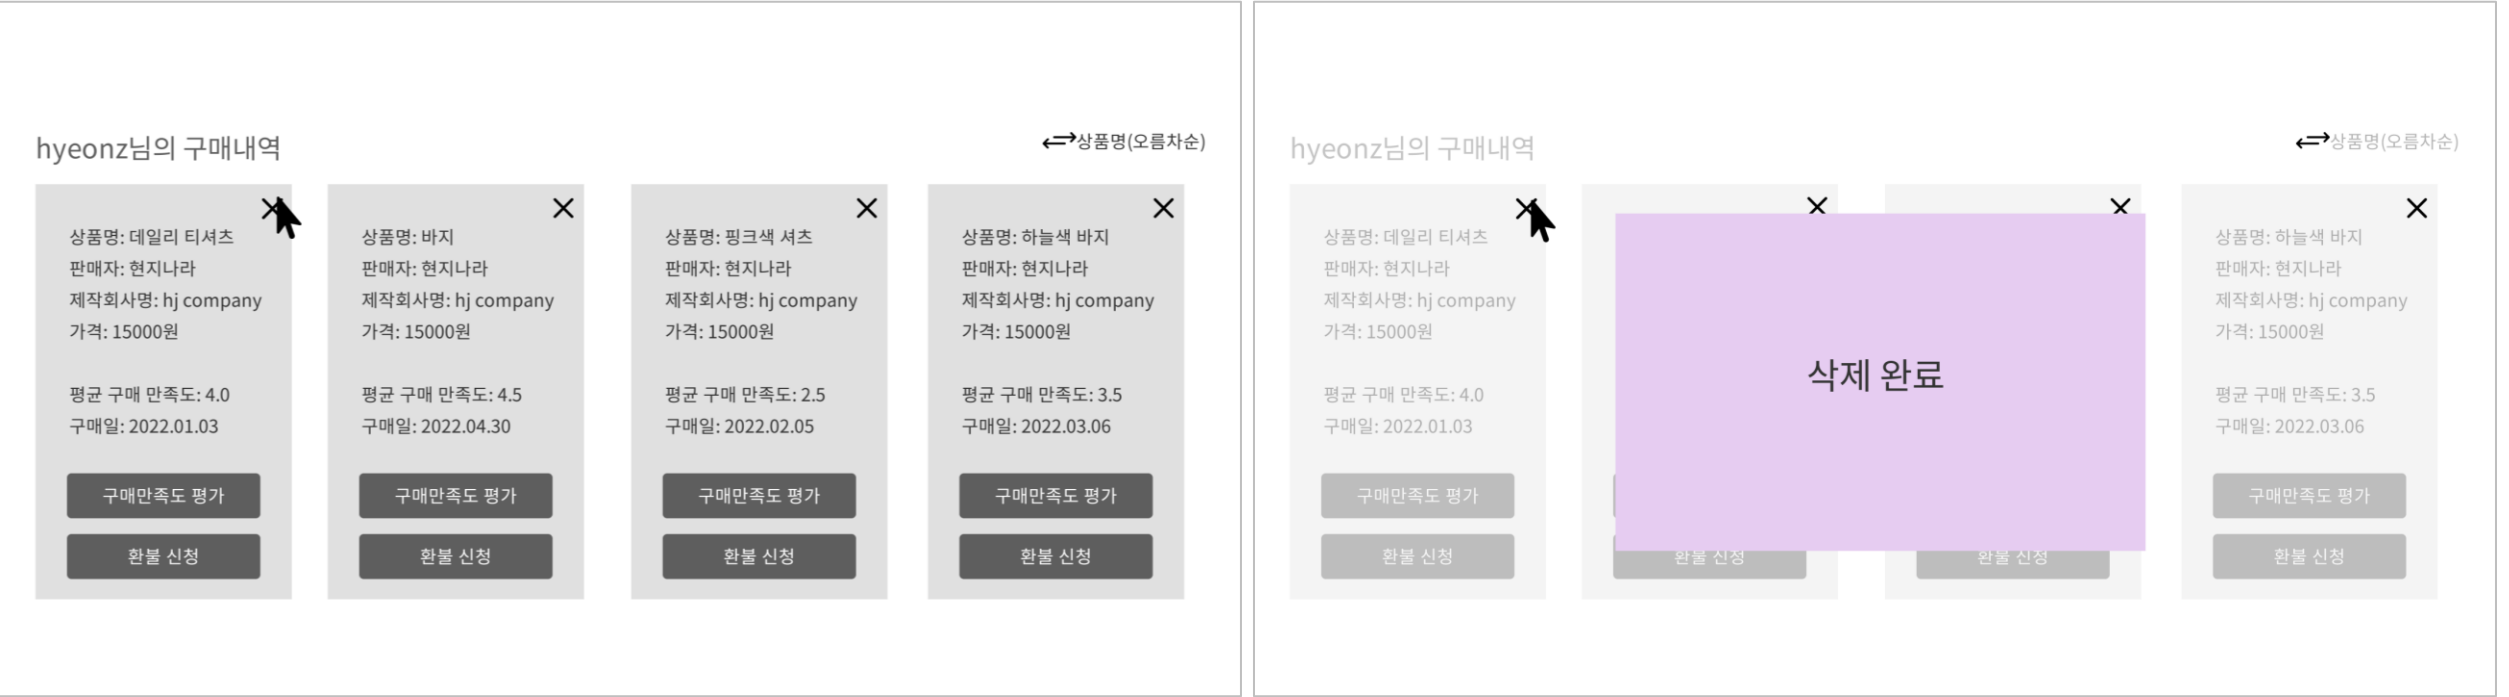 hyeonz님의 구매내역
상품명(오름차순)
상품명: 데일리 티셔츠
판매자: 현지나라
제작회사명: hj company
가격: 15000원
평균 구매 만족도: 4.0
구매일: 2022.01.03
구매만족도 평가
환불 신청
상품명: 바지
판매자: 현지나라
제작회사명: hj company
가격: 15000원
평균 구매 만족도: 4.5
구매일: 2022.04.30
구매만족도 평가
환불 신청
상품명: 핑크색 셔츠
판매자: 현지나라
제작회사명: hj company
가격: 15000원
평균 구매 만족도: 2.5
구매일: 2022.02.05
구매만족도 평가
환불 신청
상품명: 하늘색 바지
판매자: 현지나라
제작회사명: hj company
가격: 15000원
평균 구매 만족도: 3.5
구매일: 2022.03.06
구매만족도 평가
환불 신청
hyeonz님의 구매내역
상품명(오름차순)
상품명: 데일리 티셔츠
판매자: 현지나라
제작회사명: hj company
가격: 15000원
평균 구매 만족도: 4.0
구매일: 2022.01.03
구매만족도 평가
환불 신청
삭제 완료
환불 신청
환불 신청
상품명: 하늘색 바지
판매자: 현지나라
제작회사명: hj company
가격: 15000원
평균 구매 만족도: 3.5
구매일: 2022.03.06
구매만족도 평가
환불 신청